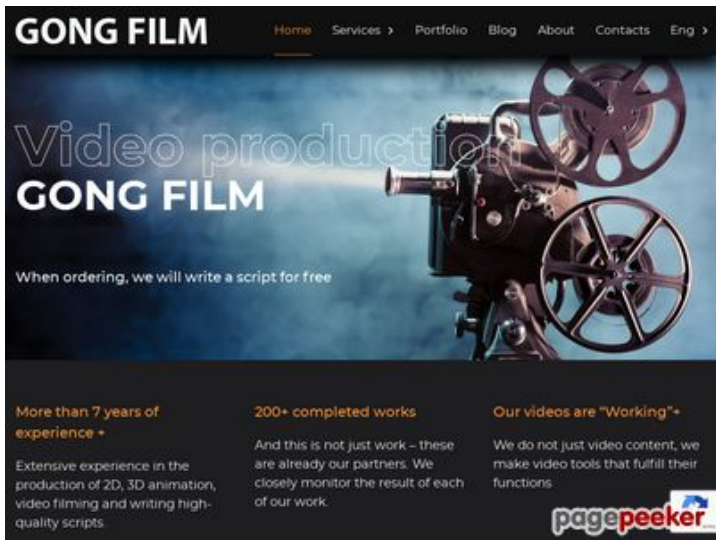 GONG FILM
Home Services › Portfolio Blog About Contacts Eng ›
Video production
GONG FILM
When ordering, we will write a script for free
More than 7 years of
experience +
Extensive experience in the
production of 2D, 3D animation,
video filming and writing high-
quality scripts.
200+ completed works
And this is not just work – these
are already our partners. We
closely monitor the result of each
of our work.
Our videos are “Working”+
We do not just video content, we
make video tools that fulfill their
functions.
pagepeeker